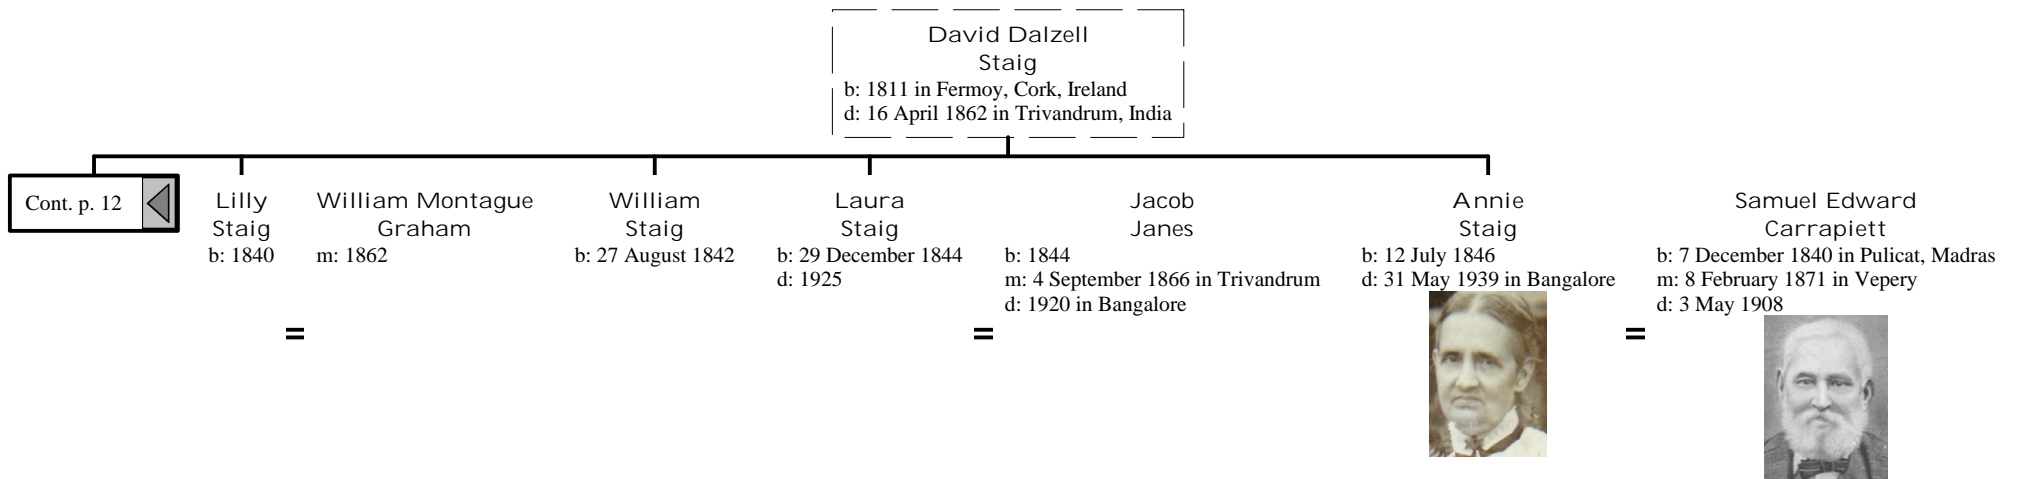 David Dalzell
Staig
b: 1811 in Fermoy, Cork, Ireland
d: 16 April 1862 in Trivandrum, India
Cont. p. 12
Lilly
Staig
b: 1840
=
William Montague
Graham
m: 1862
William
Staig
b: 27 August 1842
Laura
Staig
b: 29 December 1844
d: 1925
=
Jacob
Janes
b: 1844
m: 4 September 1866 in Trivandrum
d: 1920 in Bangalore
Annie
Staig
b: 12 July 1846
d: 31 May 1939 in Bangalore
=
Samuel Edward
Carrapiett
b: 7 December 1840 in Pulicat, Madras
m: 8 February 1871 in Vepery
d: 3 May 1908